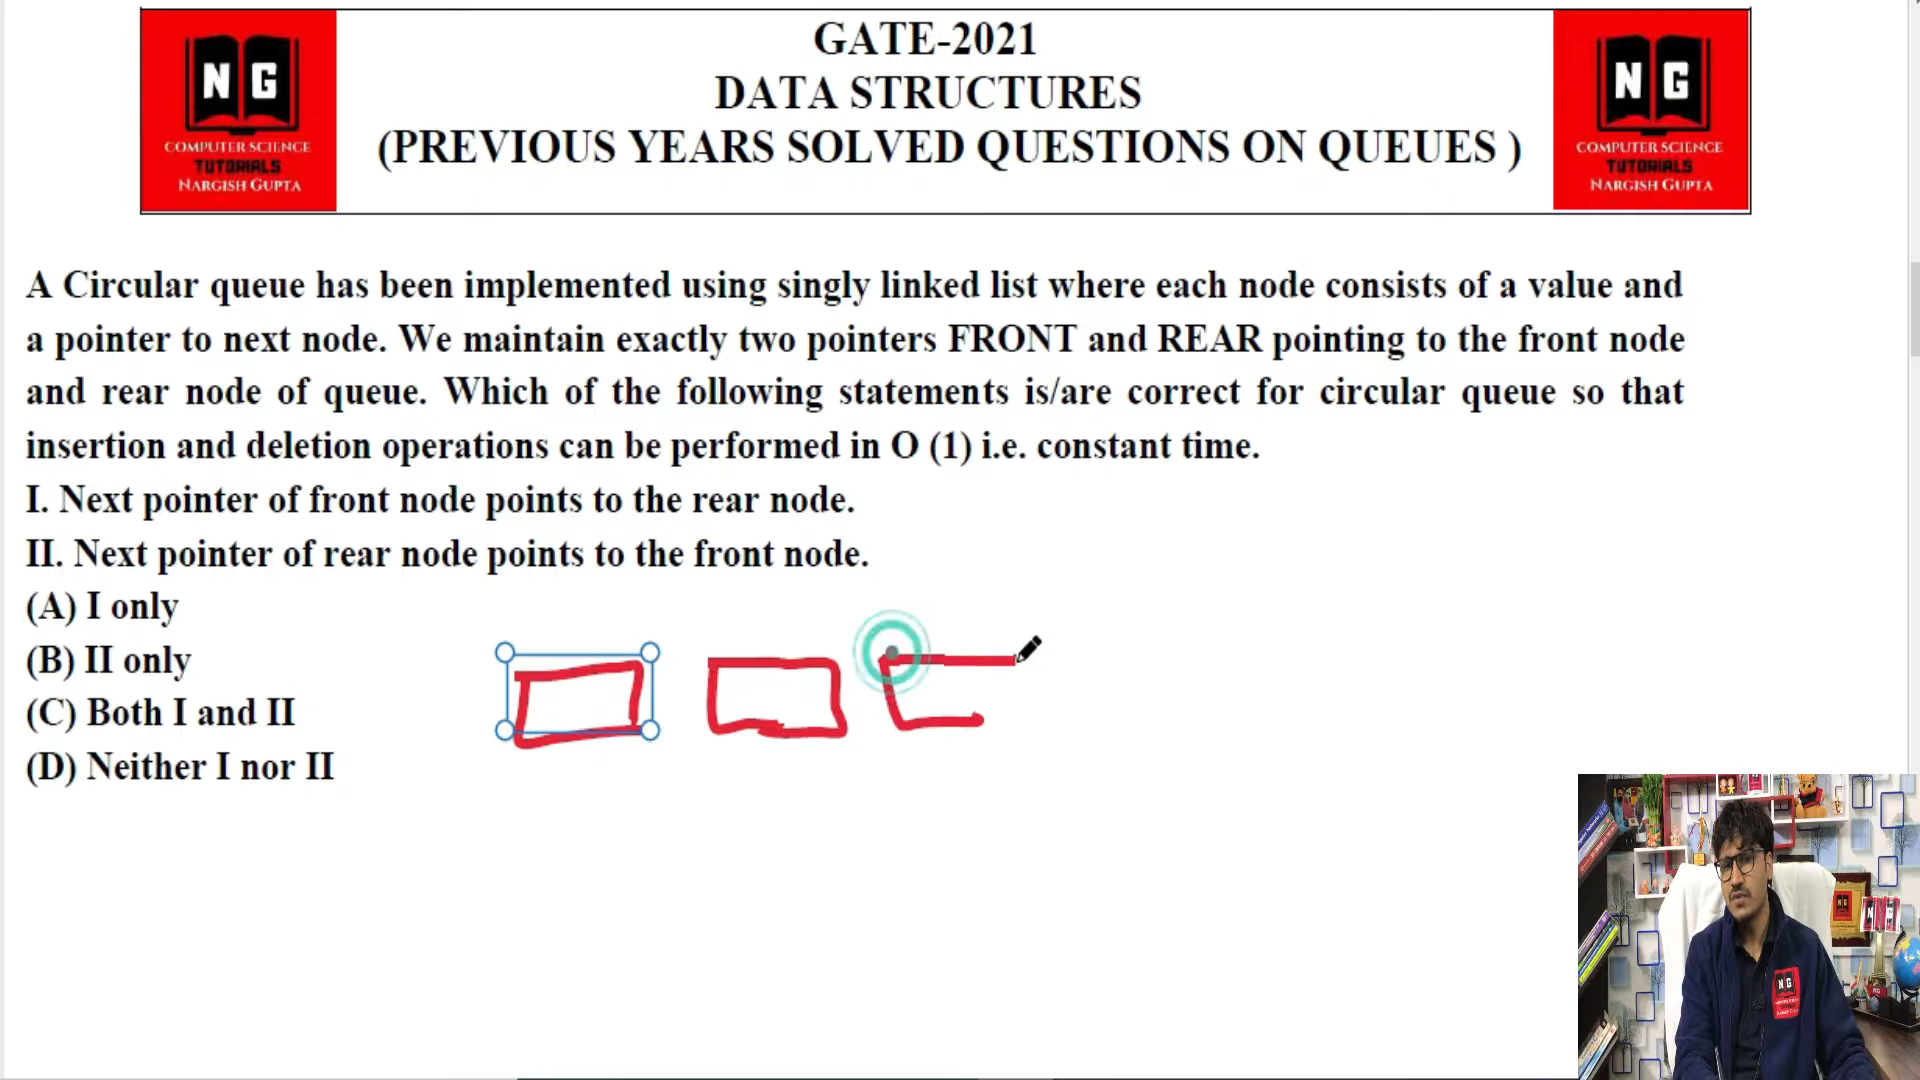 GATE-2021
DATA STRUCTURES
(PREVIOUS YEARS SOLVED QUESTIONS ON QUEUES )
N G
COMPUTER SCIENCE
TUTORIALS
NARGISH GUPTA
N G
COMPUTER SCIENCE
TUTORIALS
NARGISH GUPTA
A Circular queue has been implemented using singly linked list where each node consists of a value and
a pointer to next node. We maintain exactly two pointers FRONT and REAR pointing to the front node
and rear node of queue. Which of the following statements is/are correct for circular queue so that
insertion and deletion operations can be performed in O (1) i.e. constant time.
I. Next pointer of front node points to the rear node.
II. Next pointer of rear node points to the front node.
(A) I only
(B) II only
(C) Both I and II
(D) Neither I nor II
N G